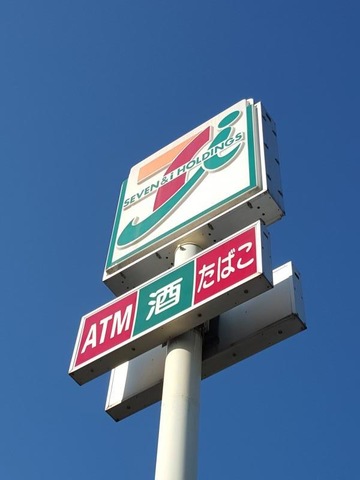 SEVEN & i HOLDINGS
ATM 酒 たばこ